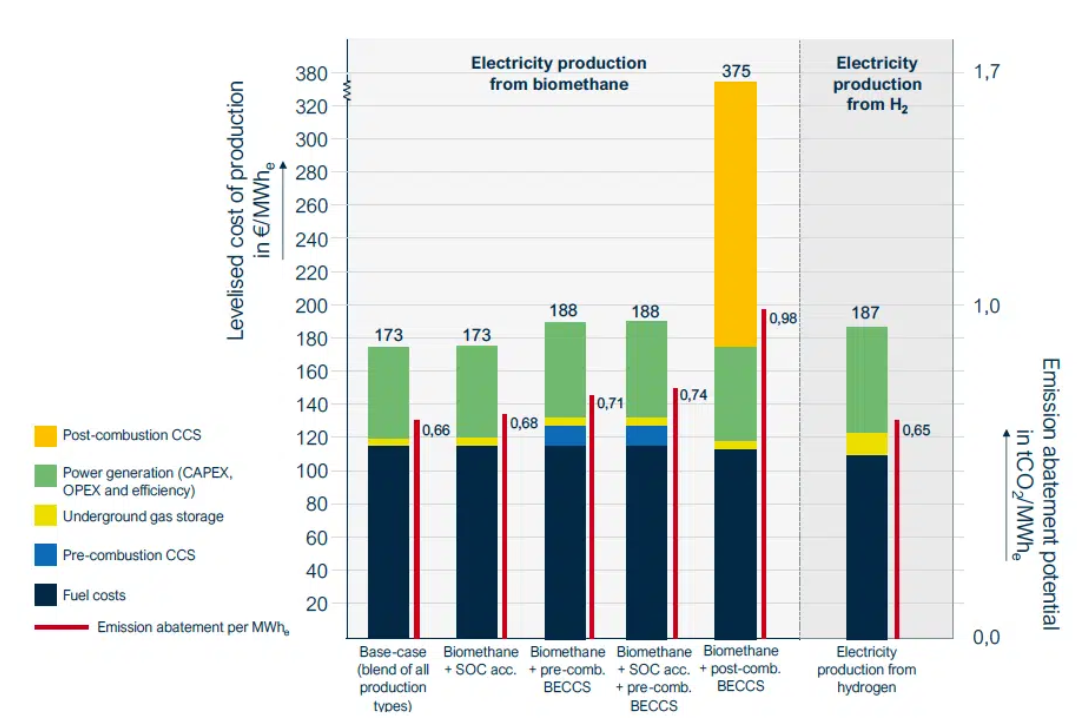 Electricity production
from biomethane
Electricity
production
from H₂
Levelised cost of production
in €/MWhₑ
380
320
300
280
260
240
220
200
180
160
140
120
100
80
60
40
20
1,7
1,0
0,0
Emission abatement potential
in tCO₂/MWhₑ
173
0,66
173
0,68
188
0,71
188
0,74
375
0,98
187
0,65
Post-combustion CCS
Power generation (CAPEX,
OPEX and efficiency)
Underground gas storage
Pre-combustion CCS
Fuel costs
Emission abatement per MWhₑ
Base-case
(blend of all
production
types)
Biomethane
+ SOC acc.
Biomethane
+ pre-comb.
BECCS
Biomethane
+ SOC acc.
+ pre-comb.
BECCS
Biomethane
+ post-comb.
BECCS
Electricity
production from
hydrogen